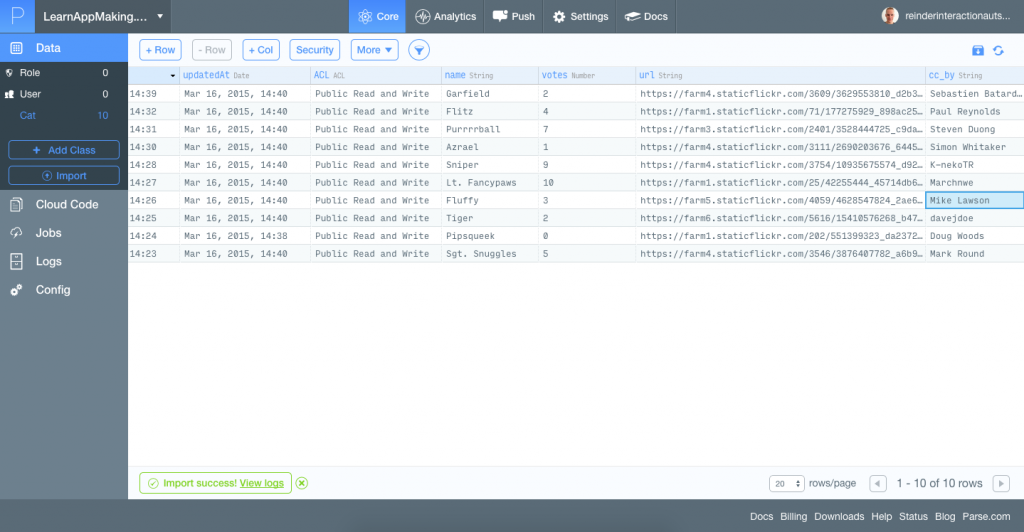 P LearnAppMaking.... Core Analytics Push Settings Docs reinderinteractionauts...
Data + Row - Row + Col Security More
updatedAt Date ACL ACL name String votes Number url String cc_by String
Role 0
User 0
Cat 10
+ Add Class
Import
Cloud Code
Jobs
Logs
Config
14:39 Mar 16, 2015, 14:40 Public Read and Write Garfield 2 https://farm4.staticflickr.com/3609/3629553810_d2b3... Sebastien Batard...
14:32 Mar 16, 2015, 14:40 Public Read and Write Flitz 4 https://farm1.staticflickr.com/71/177275929_898ac25... Paul Reynolds
14:31 Mar 16, 2015, 14:40 Public Read and Write Purrrrball 7 https://farm3.staticflickr.com/2401/3528444725_c9da... Steven Duong
14:30 Mar 16, 2015, 14:40 Public Read and Write Azrael 1 https://farm4.staticflickr.com/3111/2690203676_6445... Simon Whitaker
14:28 Mar 16, 2015, 14:40 Public Read and Write Sniper 9 https://farm4.staticflickr.com/3754/10935675574_d92... K-nekoTR
14:27 Mar 16, 2015, 14:40 Public Read and Write Lt. Fancypaws 10 https://farm1.staticflickr.com/25/42255444_45714db6... Marchnwe
14:26 Mar 16, 2015, 14:40 Public Read and Write Fluffy 3 https://farm5.staticflickr.com/4059/4628547824_2ae6... Mike Lawson
14:25 Mar 16, 2015, 14:40 Public Read and Write Tiger 2 https://farm6.staticflickr.com/5616/15410576268_b47... davejdoe
14:24 Mar 16, 2015, 14:38 Public Read and Write Pipsqueek 0 https://farm1.staticflickr.com/202/551399323_da2372... Doug Woods
14:23 Mar 16, 2015, 14:40 Public Read and Write Sgt. Snuggles 5 https://farm4.staticflickr.com/3546/3876407782_a6b9... Mark Round
Import success! View logs 20 rows/page 1 - 10 of 10 rows
Docs Billing Downloads Help Status Blog Parse.com